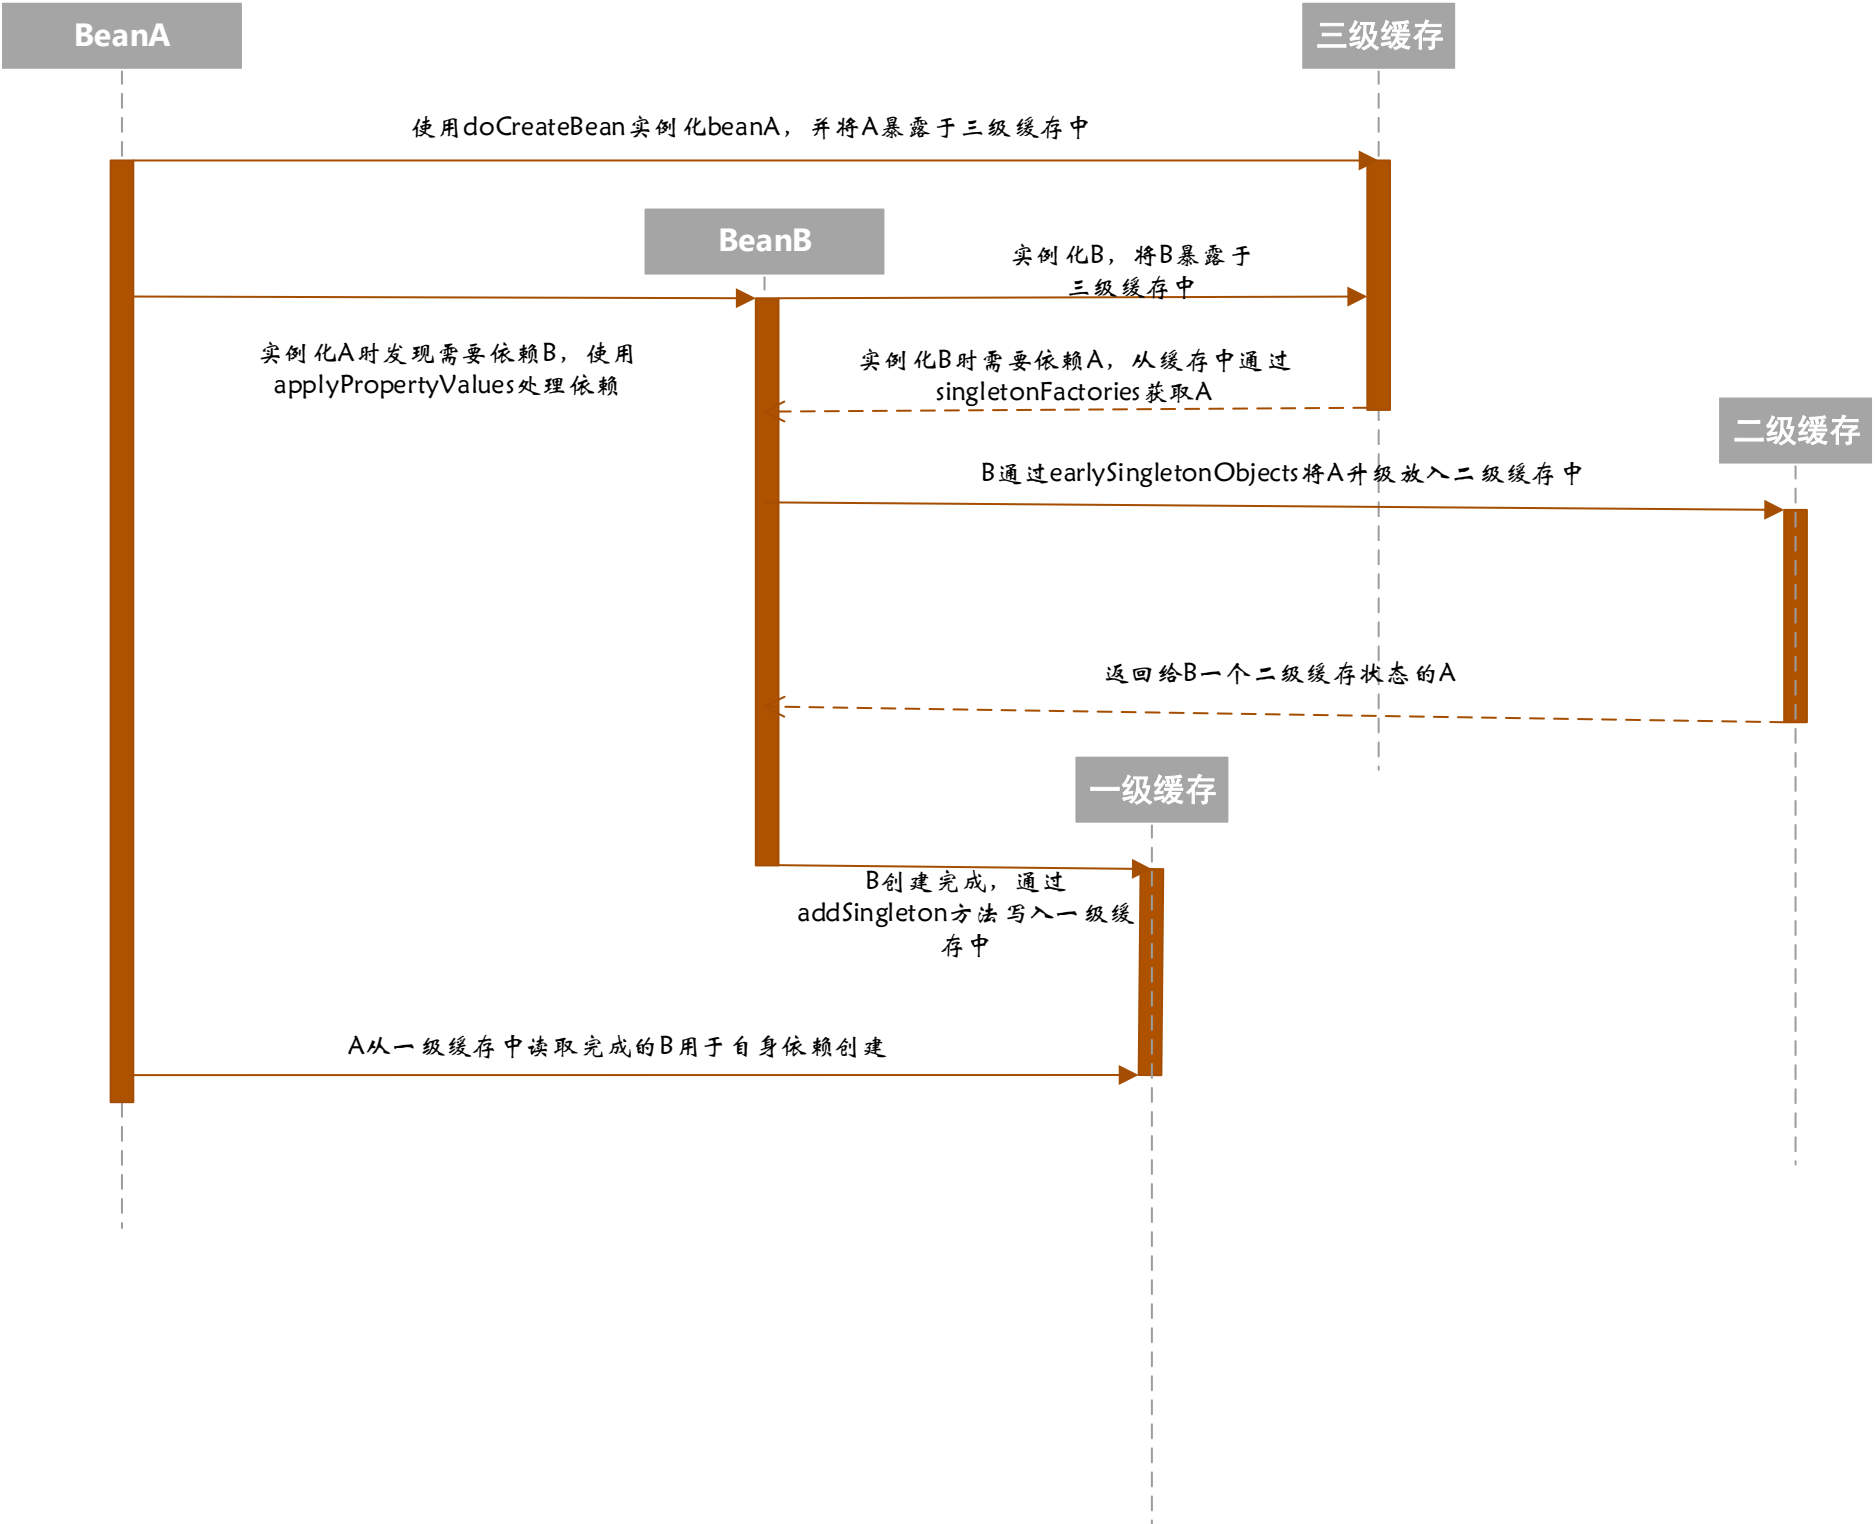 BeanA
三级缓存
使用doCreateBean实例化beanA，并将A暴露于三级缓存中
BeanB
实例化B，将B暴露于
三级缓存中
实例化A时发现需要依赖B，使用
applyPropertyValues处理依赖
实例化B时需要依赖A，从缓存中通过
singletonFactories获取A
二级缓存
B通过earlySingletonObjects将A升级放入二级缓存中
返回给B一个二级缓存状态的A
一级缓存
B创建完成，通过
addSingleton方法写入一级缓
存中
A从一级缓存中读取完成的B用于自身依赖创建